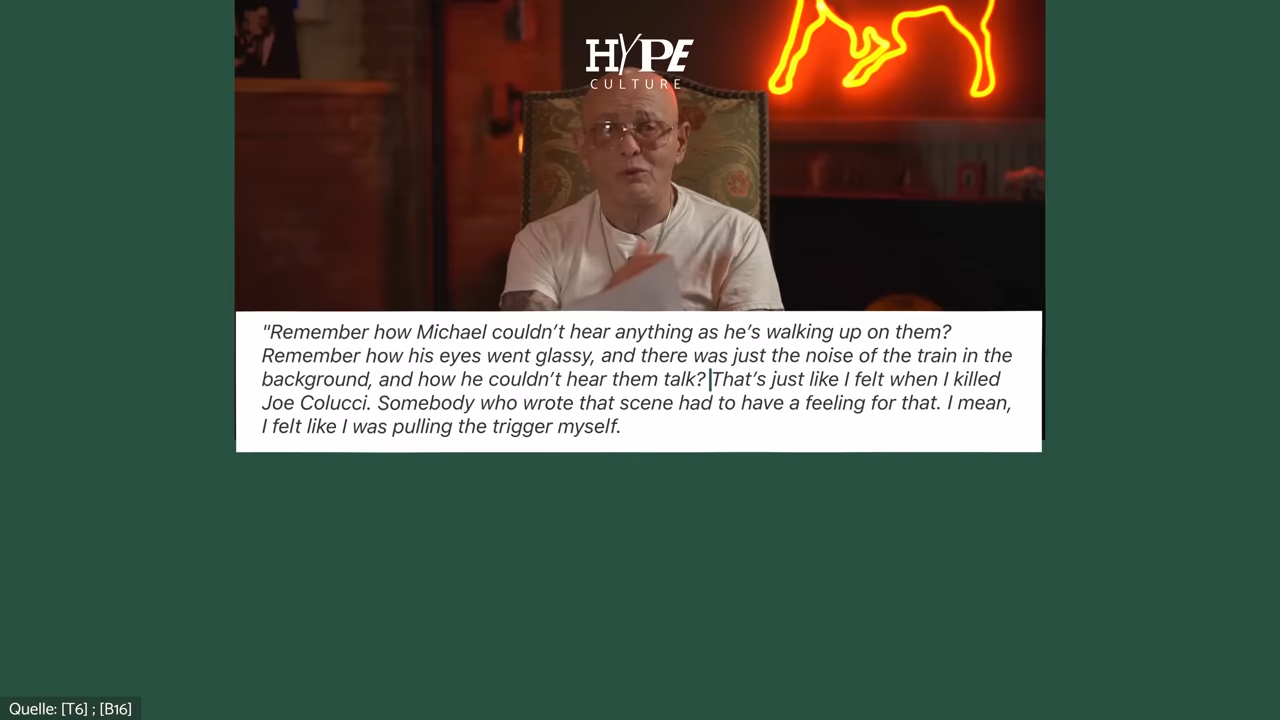 HYPE
CULTURE
"Remember how Michael couldn’t hear anything as he’s walking up on them?
Remember how his eyes went glassy, and there was just the noise of the train in the
background, and how he couldn’t hear them talk? That’s just like I felt when I killed
Joe Colucci. Somebody who wrote that scene had to have a feeling for that. I mean,
I felt like I was pulling the trigger myself.
Quelle: [T6] ; [B16]